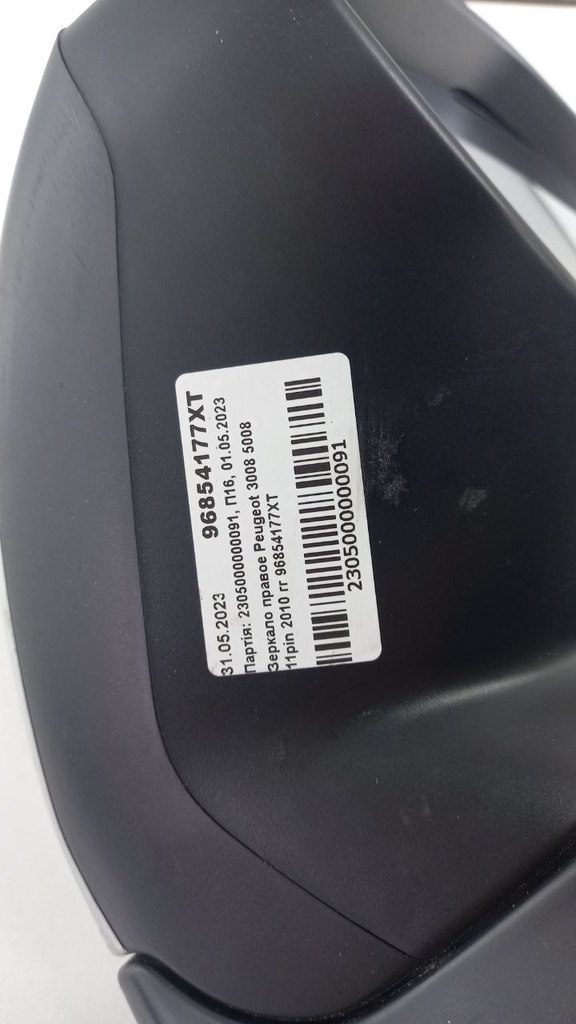 31.05.2023 96854177XT
Партія: 2305000000091, П16, 01.05.2023
Зеркало правое Peugeot 3008 5008
11pin 2010 гг 96854177XT
2305000000091